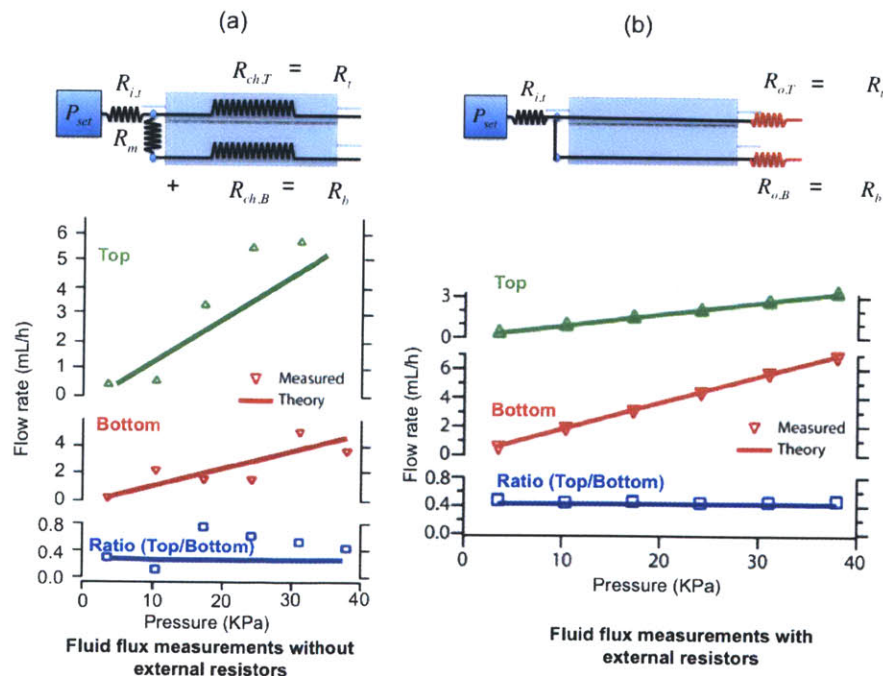 (a)
(b)
R_ch,T = R_t
R_i,t
P_set
R_m
+ R_ch,B = R_b
R_o,T = R_t
R_i,t
P_set
R_o,B = R_b
6
5
4
3
2
1
0
Top
Flow rate (mL/h)
Measured
Theory
Bottom
4
2
0
0.8
0.4
0.0
Ratio (Top/Bottom)
0 10 20 30 40
Pressure (KPa)
Fluid flux measurements without
external resistors
3
0
Top
Flow rate (mL/h)
6
4
2
0
Bottom
Measured
Theory
0.8
0.4
0.0
Ratio (Top/Bottom)
0 10 20 30 40
Pressure (KPa)
Fluid flux measurements with
external resistors